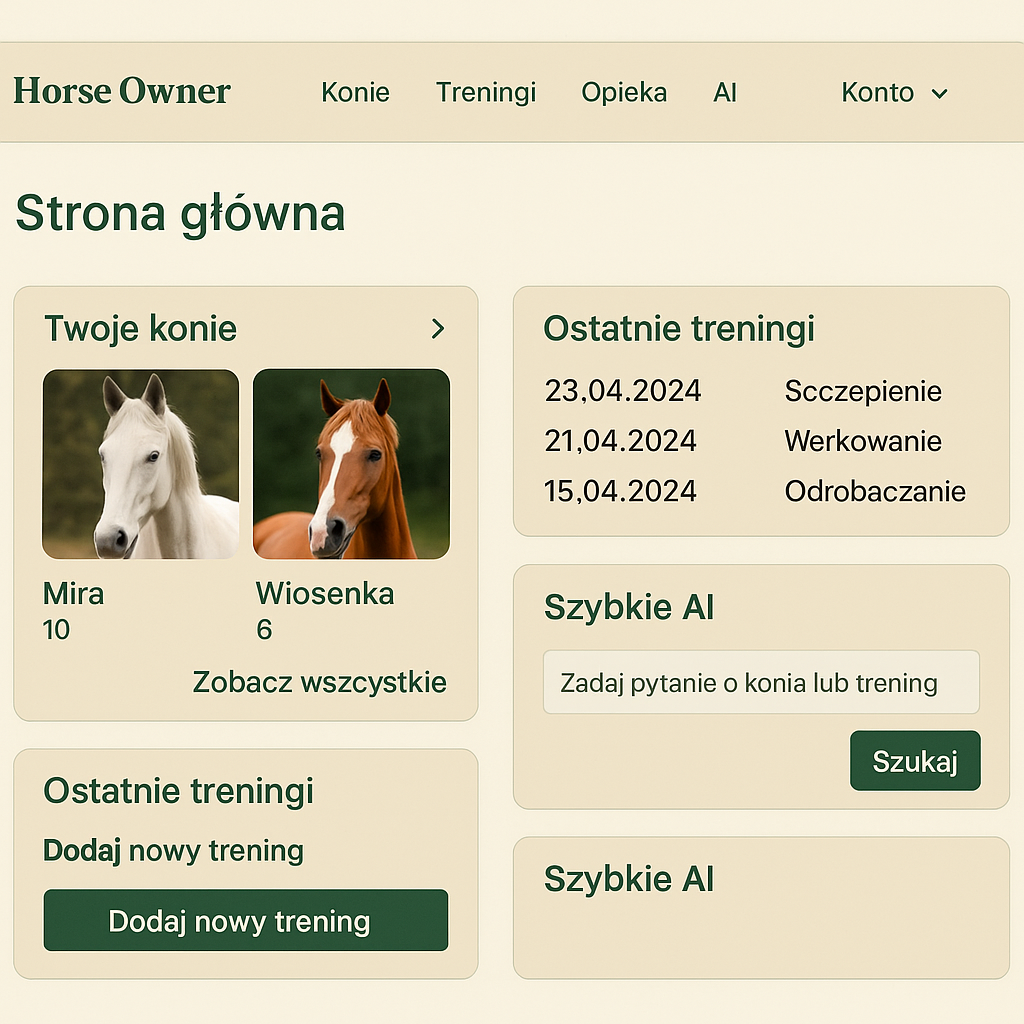 Horse Owner Konie Treningi Opieka AI Konto
Strona główna
Twoje konie
Mira
10
Wiosenka
6
Zobacz wszcystkie
Ostatnie treningi
Dodaj nowy trening
Dodaj nowy trening
Ostatnie treningi
23,04.2024 Scczepienie
21,04.2024 Werkowanie
15,04.2024 Odrobaczanie
Szybkie AI
Zadaj pytanie o konia lub trening
Szukaj
Szybkie AI